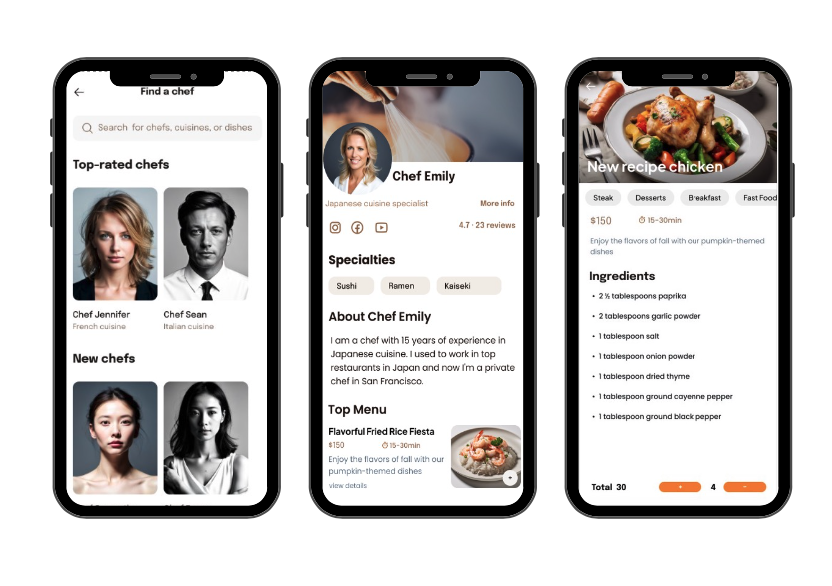 Find a chef
Search for chefs, cuisines, or dishes
Top-rated chefs
Chef Jennifer
French cuisine
Chef Sean
Italian cuisine
New chefs
Chef Emily
Japanese cuisine specialist
More info
4.7 · 23 reviews
Specialties
Sushi
Ramen
Kaiseki
About Chef Emily
I am a chef with 15 years of experience in
Japanese cuisine. I used to work in top
restaurants in Japan and now I'm a private
chef in San Francisco.
Top Menu
Flavorful Fried Rice Fiesta
$150
15-30min
Enjoy the flavors of fall with our
pumpkin-themed dishes
view details
+
New recipe chicken
Steak
Desserts
Breakfast
Fast Food
$150
15-30min
Enjoy the flavors of fall with our pumpkin-themed
dishes
Ingredients
• 2 ½ tablespoons paprika
• 2 tablespoons garlic powder
• 1 tablespoon salt
• 1 tablespoon onion powder
• 1 tablespoon dried thyme
• 1 tablespoon ground cayenne pepper
• 1 tablespoon ground black pepper
Total 30
+
4
-